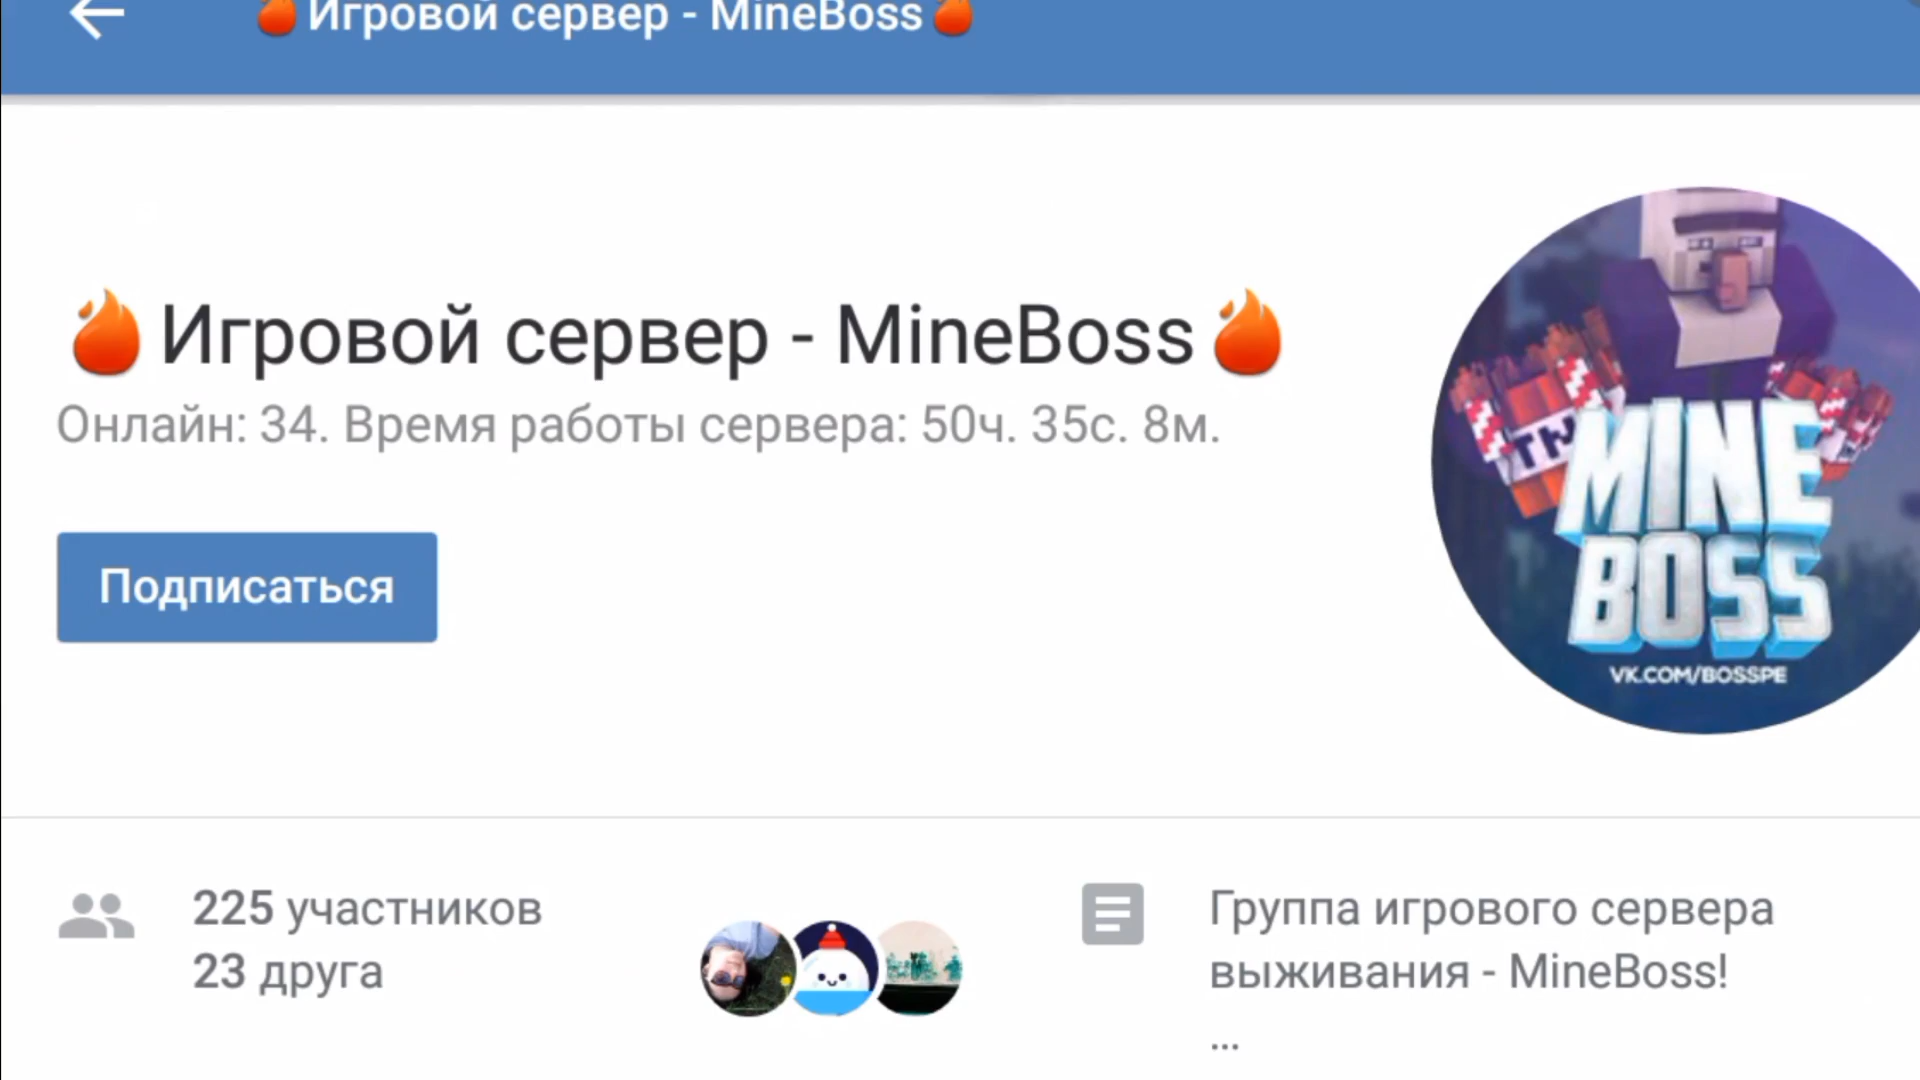 🔥Игровой сервер - MineBoss🔥
🔥Игровой сервер - MineBoss🔥
Онлайн: 34. Время работы сервера: 50ч. 35с. 8м.
Подписаться
MINE
BOSS
VK.COM/BOSSPE
225 участников
23 друга
Группа игрового сервера
выживания - MineBoss!
...